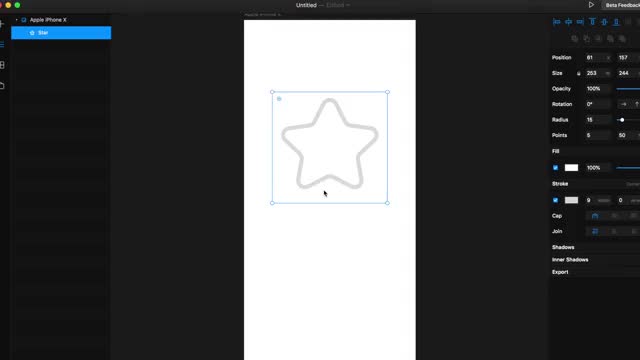 Untitled — Edited
Beta Feedback
Apple iPhone X
Star
Apple iPhone X
Position 61 X 157
Size 253 244
Opacity 100%
Rotation 0°
Radius 15
Points 5 50
Fill
100%
Stroke
9 0
Cap
Join
Shadows
Inner Shadows
Export